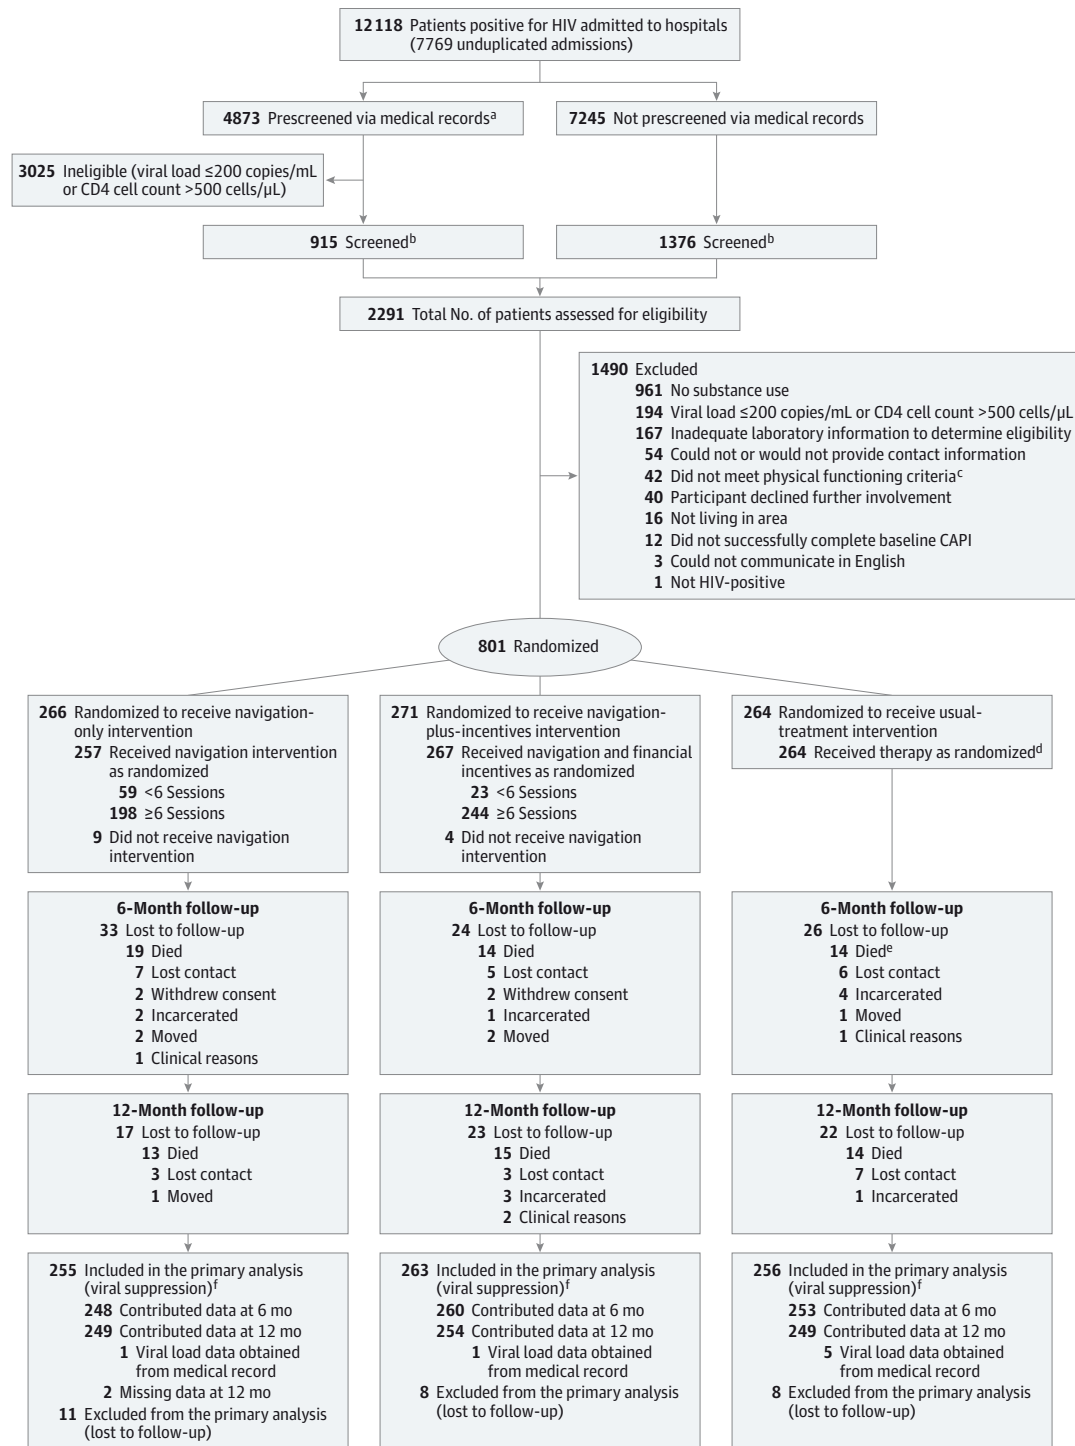 12 118 Patients positive for HIV admitted to hospitals
(7769 unduplicated admissions)
4873 Prescreened via medical recordsa
7245 Not prescreened via medical records
3025 Ineligible (viral load ≤200 copies/mL
or CD4 cell count >500 cells/μL)
915 Screenedb
1376 Screenedb
2291 Total No. of patients assessed for eligibility
1490 Excluded
961 No substance use
194 Viral load ≤200 copies/mL or CD4 cell count >500 cells/μL
167 Inadequate laboratory information to determine eligibility
54 Could not or would not provide contact information
42 Did not meet physical functioning criteriac
40 Participant declined further involvement
16 Not living in area
12 Did not successfully complete baseline CAPI
3 Could not communicate in English
1 Not HIV-positive
801 Randomized
266 Randomized to receive navigation-
only intervention
257 Received navigation intervention
as randomized
59 <6 Sessions
198 ≥6 Sessions
9 Did not receive navigation
intervention
271 Randomized to receive navigation-
plus-incentives intervention
267 Received navigation and financial
incentives as randomized
23 <6 Sessions
244 ≥6 Sessions
4 Did not receive navigation
intervention
264 Randomized to receive usual-
treatment intervention
264 Received therapy as randomizedd
6-Month follow-up
33 Lost to follow-up
19 Died
7 Lost contact
2 Withdrew consent
2 Incarcerated
2 Moved
1 Clinical reasons
6-Month follow-up
24 Lost to follow-up
14 Died
5 Lost contact
2 Withdrew consent
1 Incarcerated
2 Moved
6-Month follow-up
26 Lost to follow-up
14 Diede
6 Lost contact
4 Incarcerated
1 Moved
1 Clinical reasons
12-Month follow-up
17 Lost to follow-up
13 Died
3 Lost contact
1 Moved
12-Month follow-up
23 Lost to follow-up
15 Died
3 Lost contact
3 Incarcerated
2 Clinical reasons
12-Month follow-up
22 Lost to follow-up
14 Died
7 Lost contact
1 Incarcerated
255 Included in the primary analysis
(viral suppression)f
248 Contributed data at 6 mo
249 Contributed data at 12 mo
1 Viral load data obtained
from medical record
2 Missing data at 12 mo
11 Excluded from the primary analysis
(lost to follow-up)
263 Included in the primary analysis
(viral suppression)f
260 Contributed data at 6 mo
254 Contributed data at 12 mo
1 Viral load data obtained
from medical record
8 Excluded from the primary analysis
(lost to follow-up)
256 Included in the primary analysis
(viral suppression)f
253 Contributed data at 6 mo
249 Contributed data at 12 mo
5 Viral load data obtained
from medical record
8 Excluded from the primary analysis
(lost to follow-up)